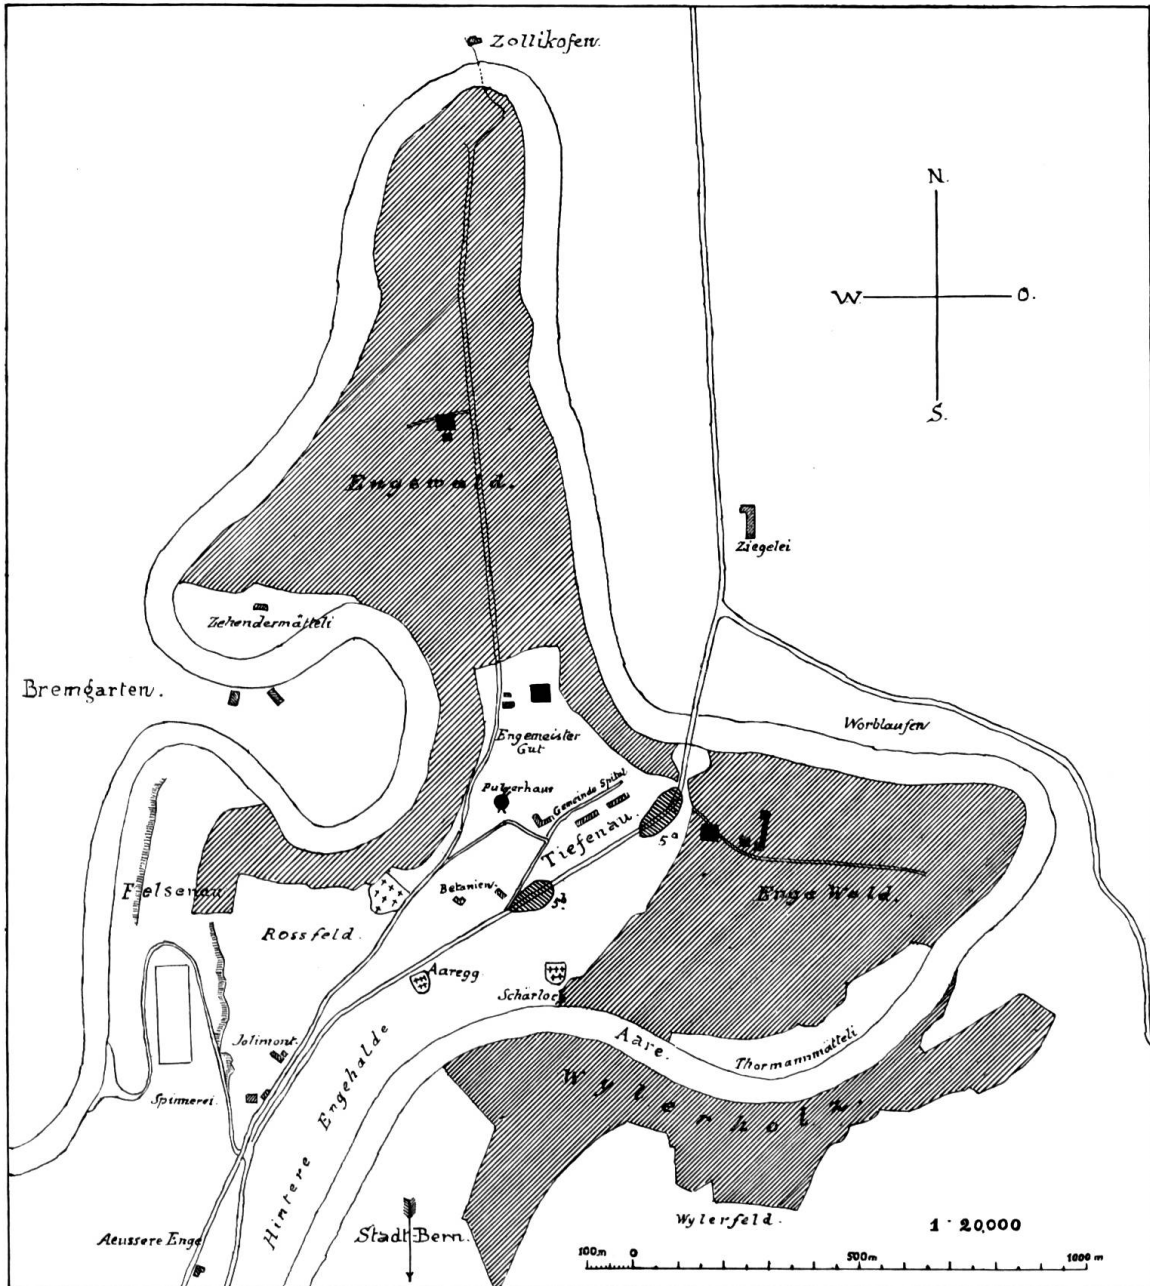 Zollikofen.
N.
W.
O.
S.
Engewald.
Ziegelei
Zehendermätteli
Bremgarten.
Worblaufen
Engemeister
Gut
Pulverhaus
Gemeinde Spital
Tiefenau.
5a
Enge Wald.
Felsenau
Betanien.
5b
Rossfeld.
Aaregg.
Schärloch
Jolimont.
Aare.
Thormannmätteli
Spinnerei.
Wylerholz.
Hintere Engehalde
Aeussere Enge
Stadt Bern.
Wylerfeld.
1:20,000
100m 0 500m 1000m